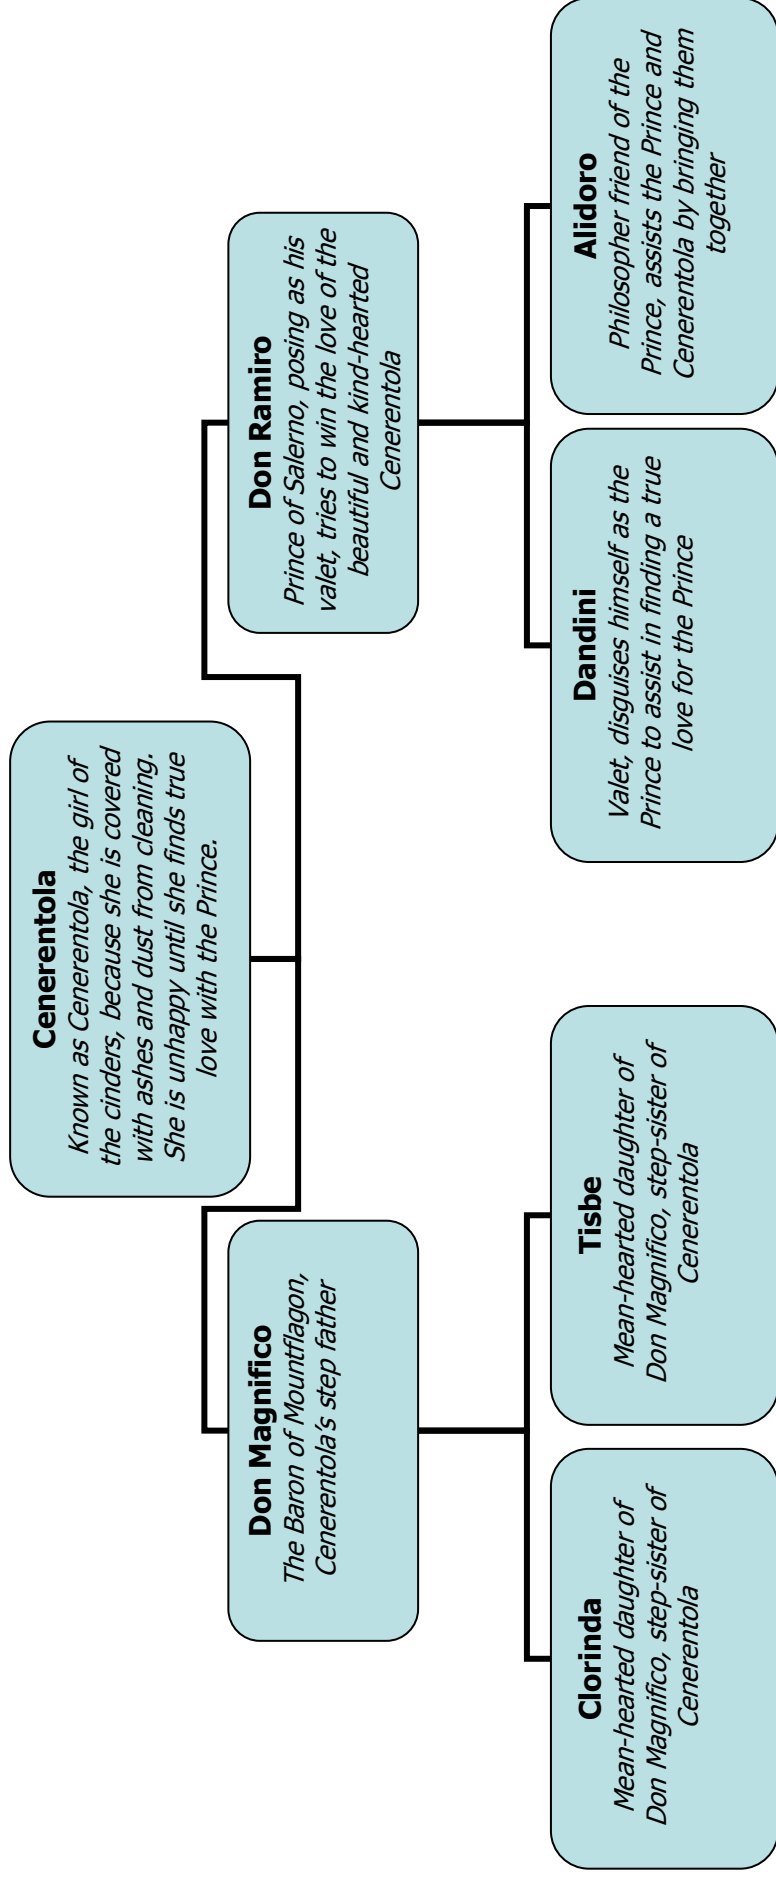 Cenerentola
Known as Cenerentola, the girl of
the cinders, because she is covered
with ashes and dust from cleaning.
She is unhappy until she finds true
love with the Prince.
Don Magnifico
The Baron of Mountflagon,
Cenerentola's step father
Don Ramiro
Prince of Salerno, posing as his
valet, tries to win the love of the
beautiful and kind-hearted
Cenerentola
Clorinda
Mean-hearted daughter of
Don Magnifico, step-sister of
Cenerentola
Tisbe
Mean-hearted daughter of
Don Magnifico, step-sister of
Cenerentola
Dandini
Valet, disguises himself as the
Prince to assist in finding a true
love for the Prince
Alidoro
Philosopher friend of the
Prince, assists the Prince and
Cenerentola by bringing them
together